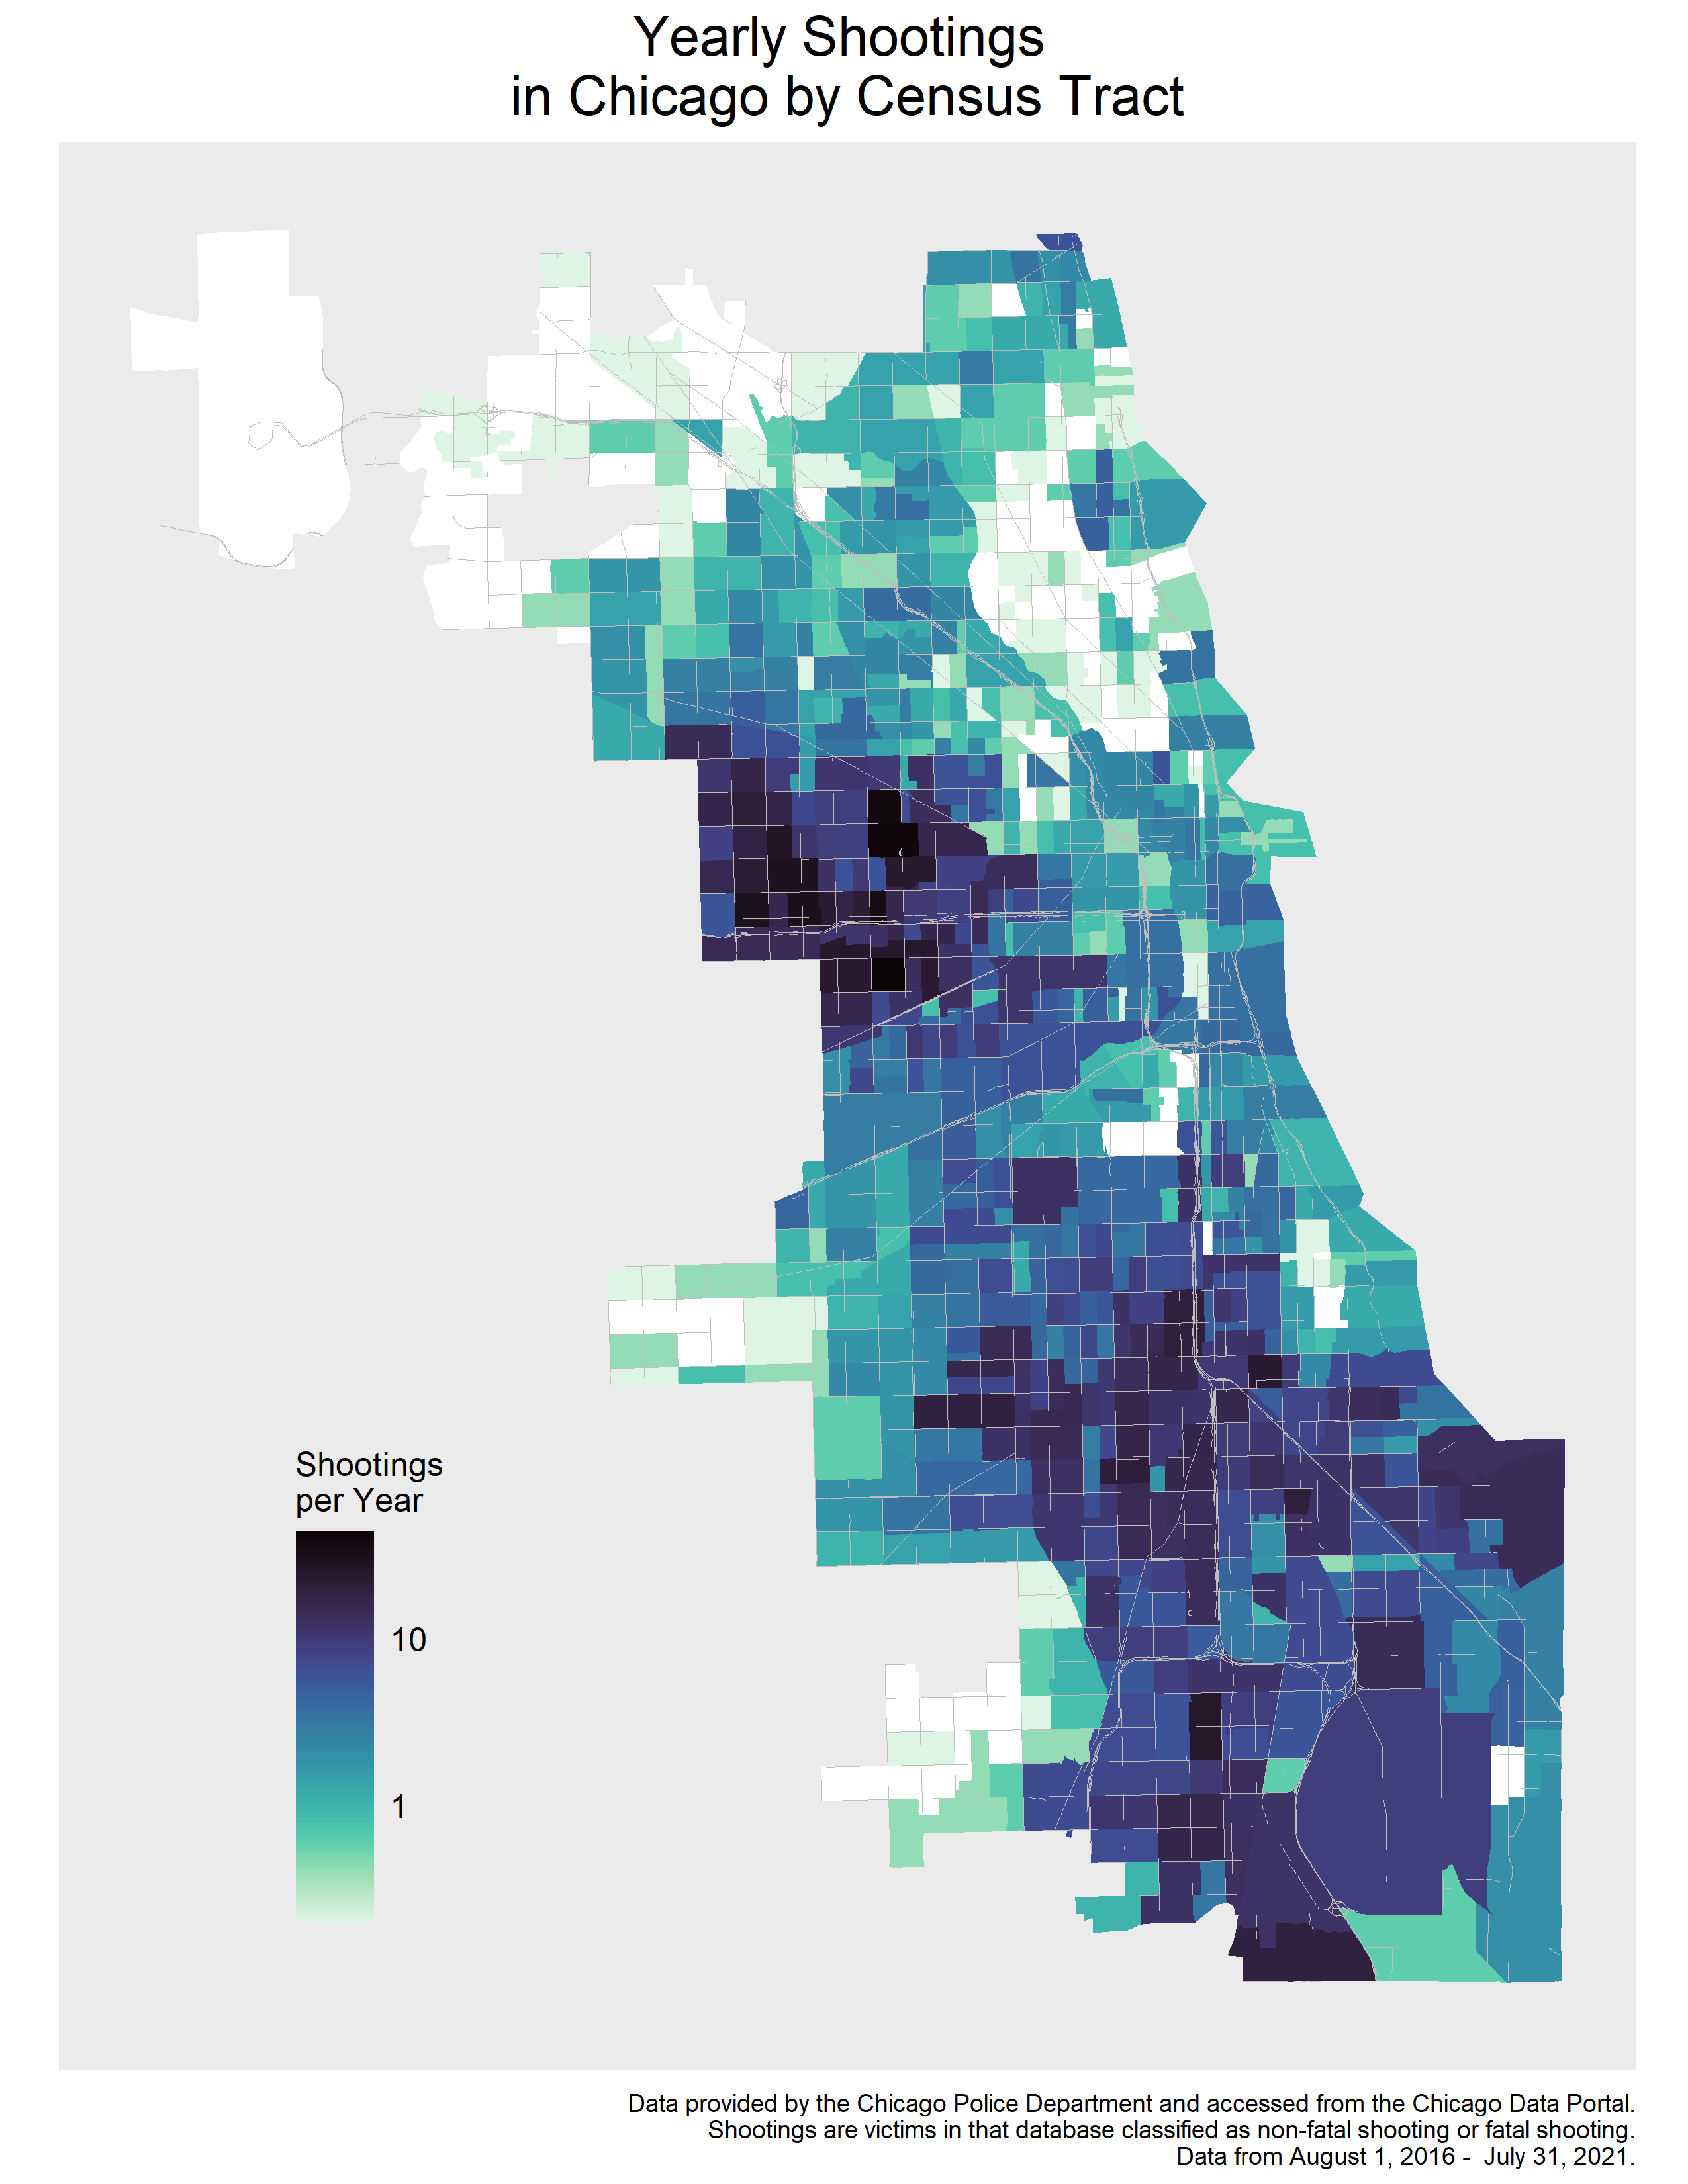 Yearly Shootings
in Chicago by Census Tract
Shootings
per Year
10
1
Data provided by the Chicago Police Department and accessed from the Chicago Data Portal.
Shootings are victims in that database classified as non-fatal shooting or fatal shooting.
Data from August 1, 2016 -  July 31, 2021.